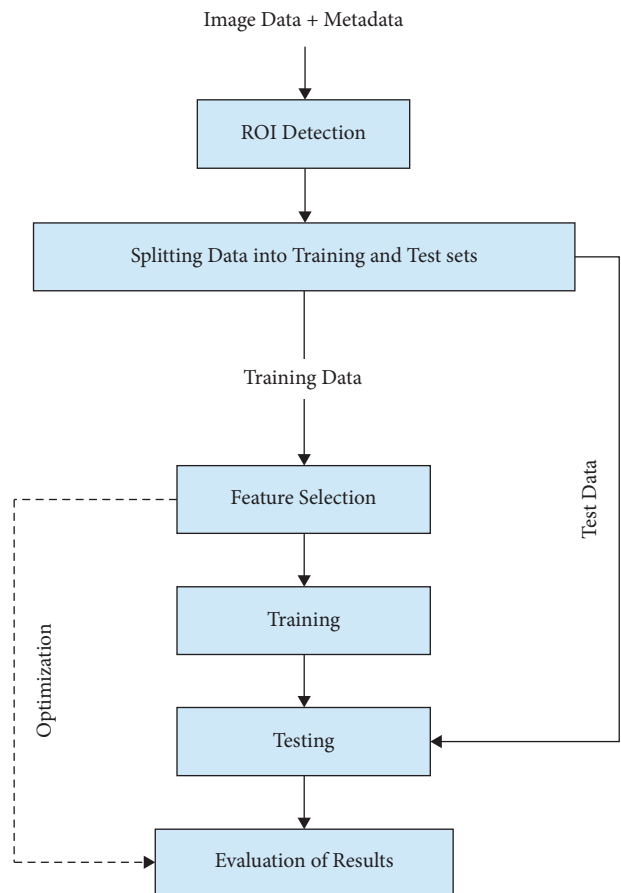 Image Data + Metadata
ROI Detection
Splitting Data into Training and Test sets
Training Data
Feature Selection
Test Data
Training
Optimization
Testing
Evaluation of Results